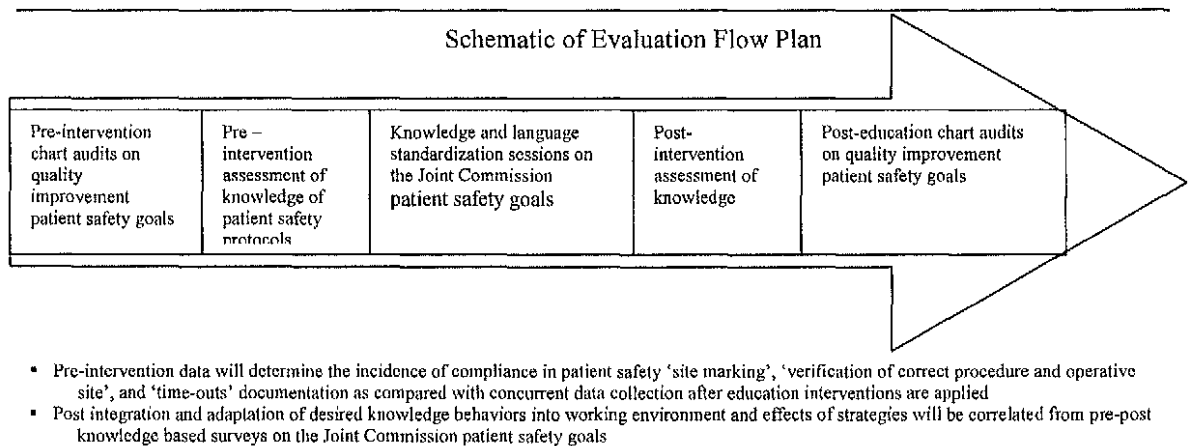 Schematic of Evaluation Flow Plan
Pre-intervention
chart audits on
quality
improvement
patient safety goals
Pre –
intervention
assessment of
knowledge of
patient safety
protocols
Knowledge and language
standardization sessions on
the Joint Commission
patient safety goals
Post-
intervention
assessment of
knowledge
Post-education chart audits
on quality improvement
patient safety goals
▪ Pre-intervention data will determine the incidence of compliance in patient safety ‘site marking’, ‘verification of correct procedure and operative
site’, and ‘time-outs’ documentation as compared with concurrent data collection after education interventions are applied
▪ Post integration and adaptation of desired knowledge behaviors into working environment and effects of strategies will be correlated from pre-post
knowledge based surveys on the Joint Commission patient safety goals